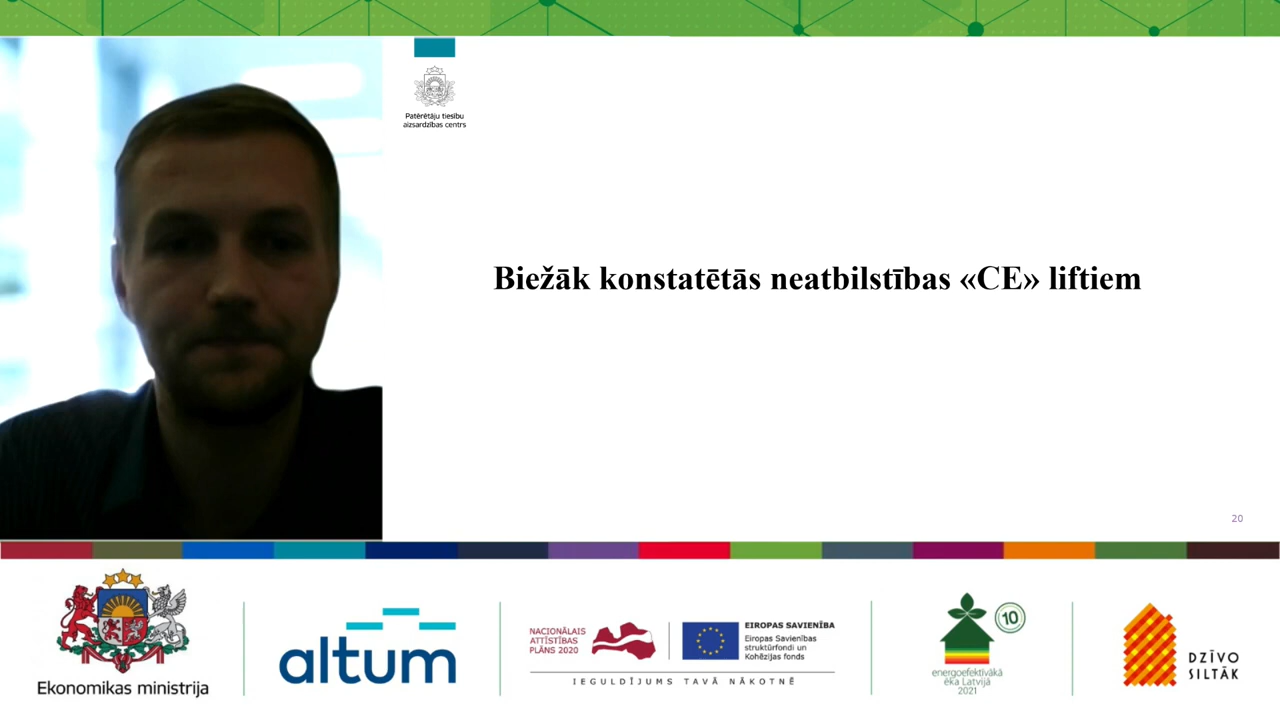 Patērētāju tiesību
aizsardzības centrs
Biežāk konstatētās neatbilstības «CE» liftiem
20
Ekonomikas ministrija
altum
NACIONĀLAIS
ATTĪSTĪBAS
PLĀNS 2020
EIROPAS SAVIENĪBA
Eiropas Savienības
struktūrfondi un
Kohēzijas fonds
IEGULDĪJUMS TAVĀ NĀKOTNĒ
10
energoefektīvākā
ēka Latvijā
2021
DZĪVO
SILTĀK